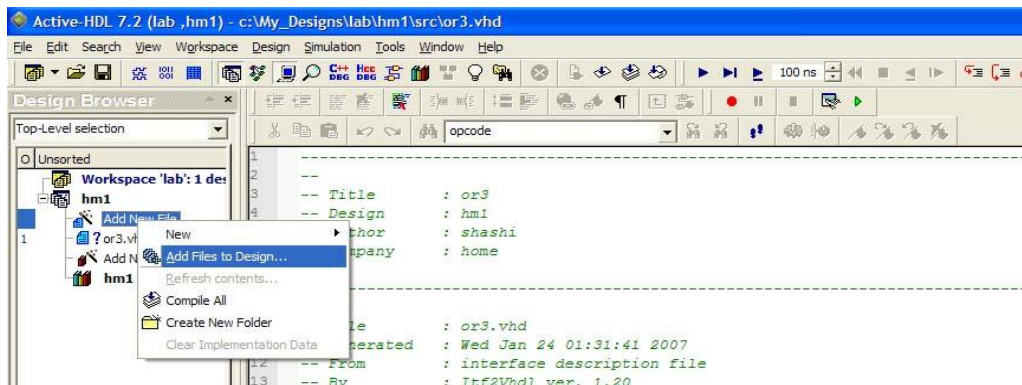 Active-HDL 7.2 (lab ,hm1) - c:\My_Designs\lab\hm1\src\or3.vhd
File Edit Search View Workspace Design Simulation Tools Window Help
C++ DBG HES DBG 100 ns
Design Browser
Top-Level selection
opcode
O Unsorted
Workspace 'lab': 1 des
hm1
Add New File
1 ? or3.vh
Add N
hm1
New
Add Files to Design...
Refresh contents...
Compile All
Create New Folder
Clear Implementation Data
1 ------------------------------------------------------------
2 --
3 -- Title : or3
4 -- Design : hm1
thor : shashi
mpany : home
------------------------------------------------------------
le : or3.vhd
nerated : Wed Jan 24 01:31:41 2007
12 -- From : interface description file
13 -- By : Itf2Vhdl ver. 1.20